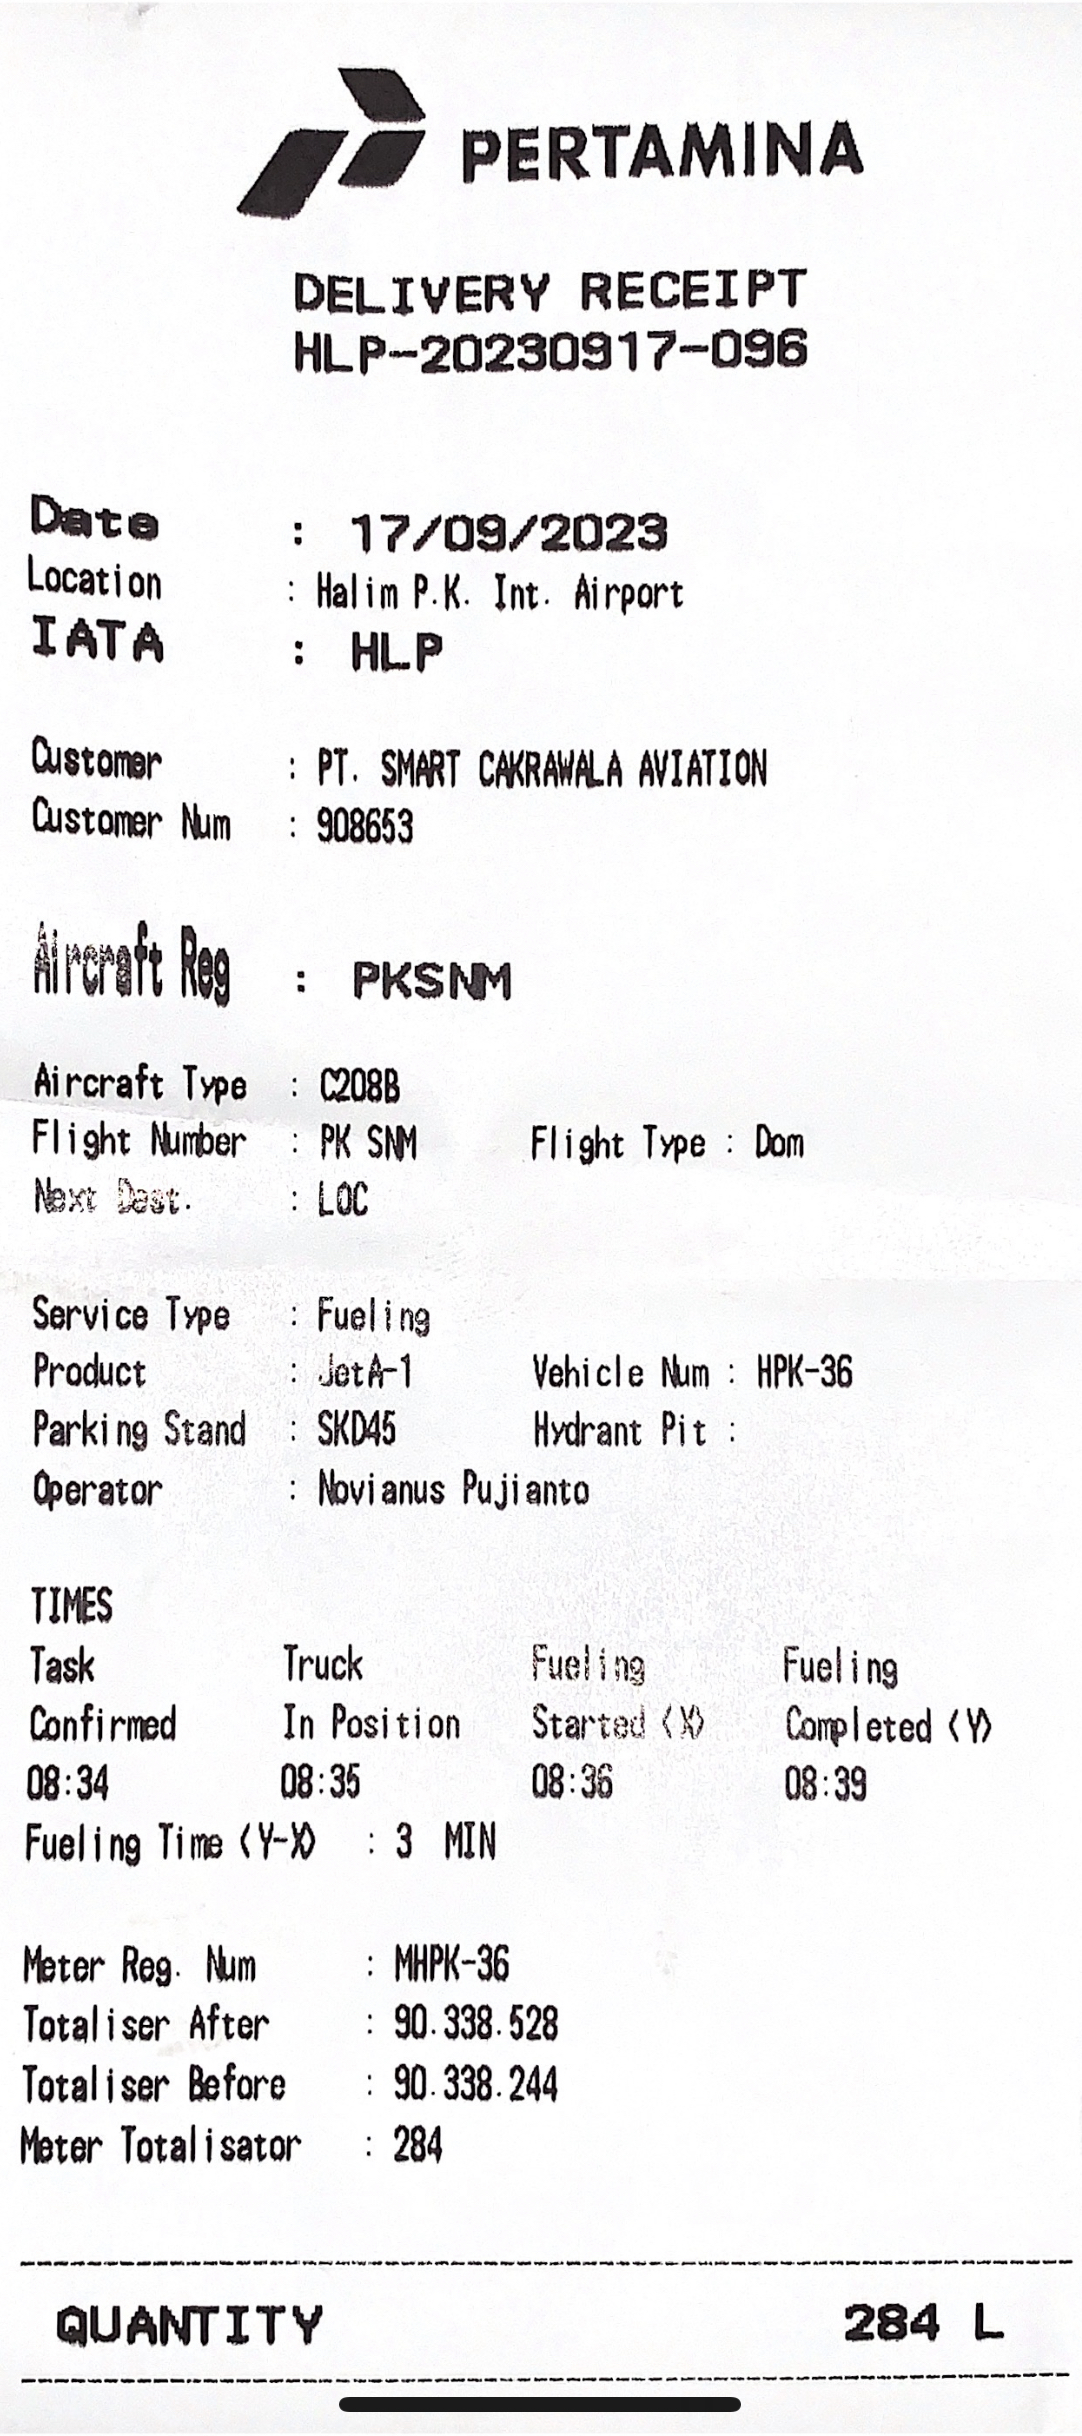 PERTAMINA
DELIVERY RECEIPT
HLP-20230917-096
Date : 17/09/2023
Location : Halim P.K. Int. Airport
IATA : HLP
Customer : PT. SMART CAKRAWALA AVIATION
Customer Num : 908653
Aircraft Reg : PKSNM
Aircraft Type : C208B
Flight Number : PK SNM Flight Type : Dom
Next Dest. : LOC
Service Type : Fueling
Product : JetA-1 Vehicle Num : HPK-36
Parking Stand : SKD45 Hydrant Pit :
Operator : Novianus Pujianto
TIMES
Task Truck Fueling Fueling
Confirmed In Position Started (X) Completed (Y)
08:34 08:35 08:36 08:39
Fueling Time (Y-X) : 3 MIN
Meter Reg. Num : MHPK-36
Totaliser After : 90.338.528
Totaliser Before : 90.338.244
Meter Totalisator : 284
QUANTITY 284 L